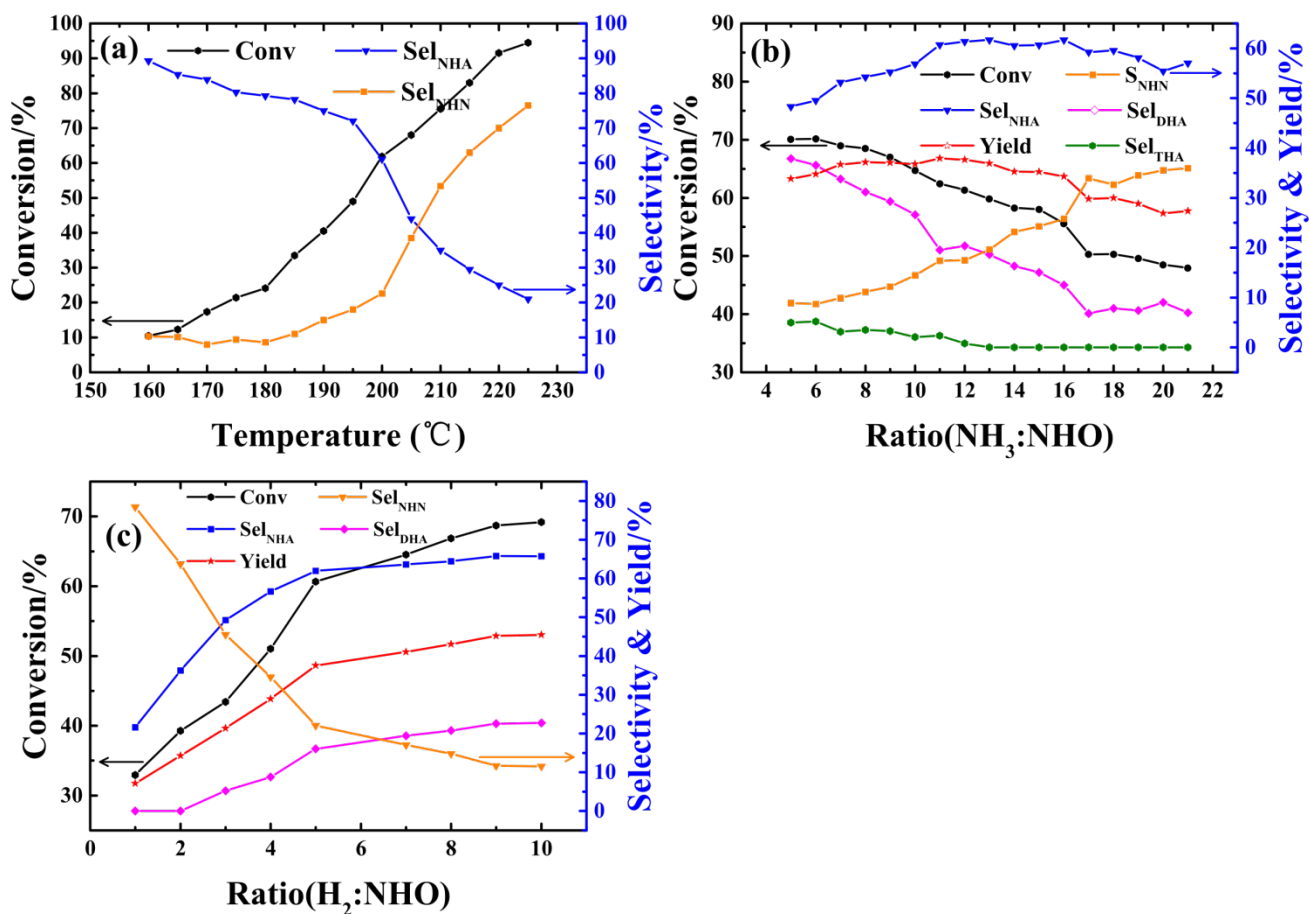 (a)
Conv
Sel_NHA
Sel_NHN
Conversion/%
100
90
80
70
60
50
40
30
20
10
0
Selectivity/%
100
90
80
70
60
50
40
30
20
10
0
150 160 170 180 190 200 210 220 230
Temperature (℃)
(b)
Conv S_NHN
Sel_NHA Sel_DHA
Yield Sel_THA
Conversion/%
90
80
70
60
50
40
30
Selectivity & Yield/%
60
50
40
30
20
10
0
4 6 8 10 12 14 16 18 20 22
Ratio(NH₃:NHO)
(c)
Conv Sel_NHN
Sel_NHA Sel_DHA
Yield
Conversion/%
70
60
50
40
30
Selectivity & Yield/%
80
70
60
50
40
30
20
10
0
0 2 4 6 8 10
Ratio(H₂:NHO)